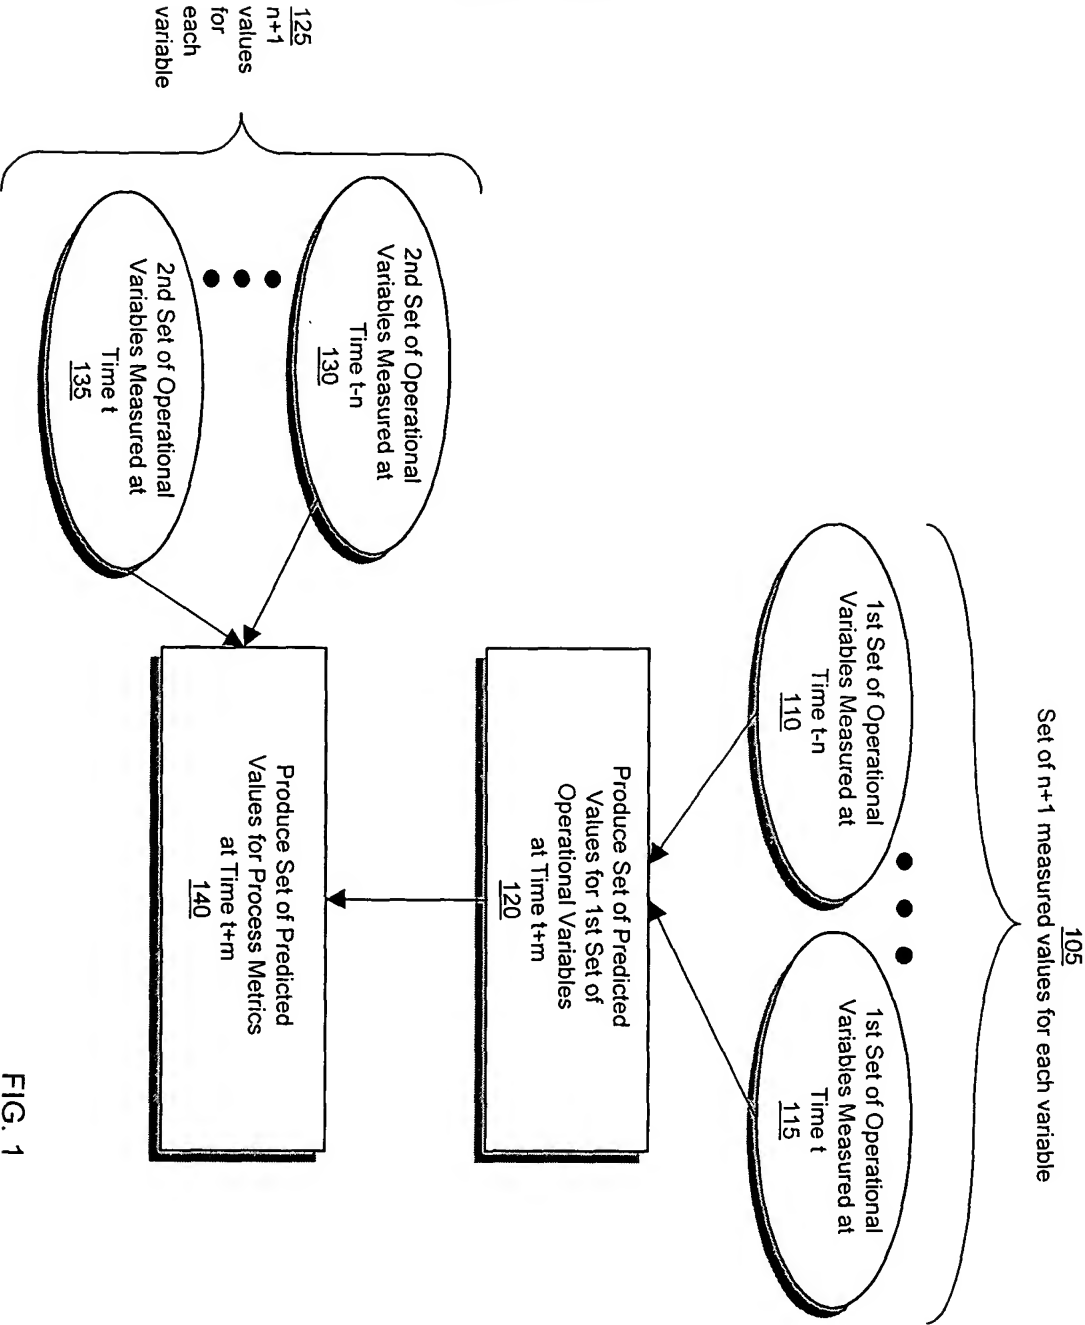 105
Set of n+1 measured values for each variable
1st Set of Operational
Variables Measured at
Time t-n
110
1st Set of Operational
Variables Measured at
Time t
115
Produce Set of Predicted
Values for 1st Set of
Operational Variables
at Time t+m
120
125
n+1
values
for
each
variable
2nd Set of Operational
Variables Measured at
Time t-n
130
2nd Set of Operational
Variables Measured at
Time t
135
Produce Set of Predicted
Values for Process Metrics
at Time t+m
140
FIG. 1